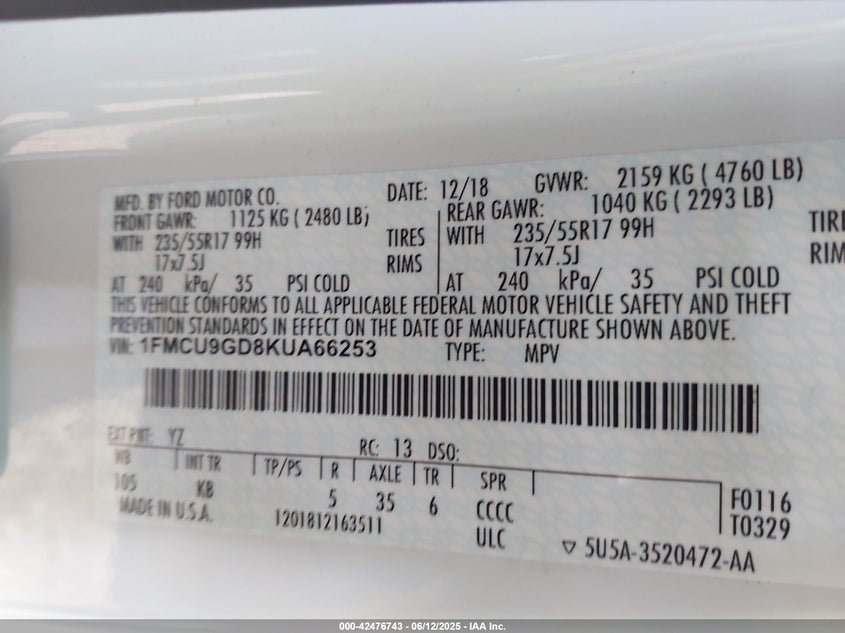 MFD. BY FORD MOTOR CO. DATE: 12/18 GVWR: 2159 KG ( 4760 LB)
FRONT GAWR: 1125 KG ( 2480 LB) REAR GAWR: 1040 KG ( 2293 LB)
WITH 235/55R17 99H TIRES WITH 235/55R17 99H TIRE
17x7.5J RIMS 17x7.5J RIM
AT 240 kPa/ 35 PSI COLD AT 240 kPa/ 35 PSI COLD
THIS VEHICLE CONFORMS TO ALL APPLICABLE FEDERAL MOTOR VEHICLE SAFETY AND THEFT
PREVENTION STANDARDS IN EFFECT ON THE DATE OF MANUFACTURE SHOWN ABOVE.
VIN: 1FMCU9GD8KUA66253 TYPE: MPV
EXT PNT: YZ RC: 13 DSO:
WB INT TR TP/PS R AXLE TR SPR
105 KB 5 35 6 CCCC F0116
MADE IN U.S.A. 1201812163511 ULC T0329
5U5A-3520472-AA
000-42476743 - 06/12/2025 - IAA Inc.